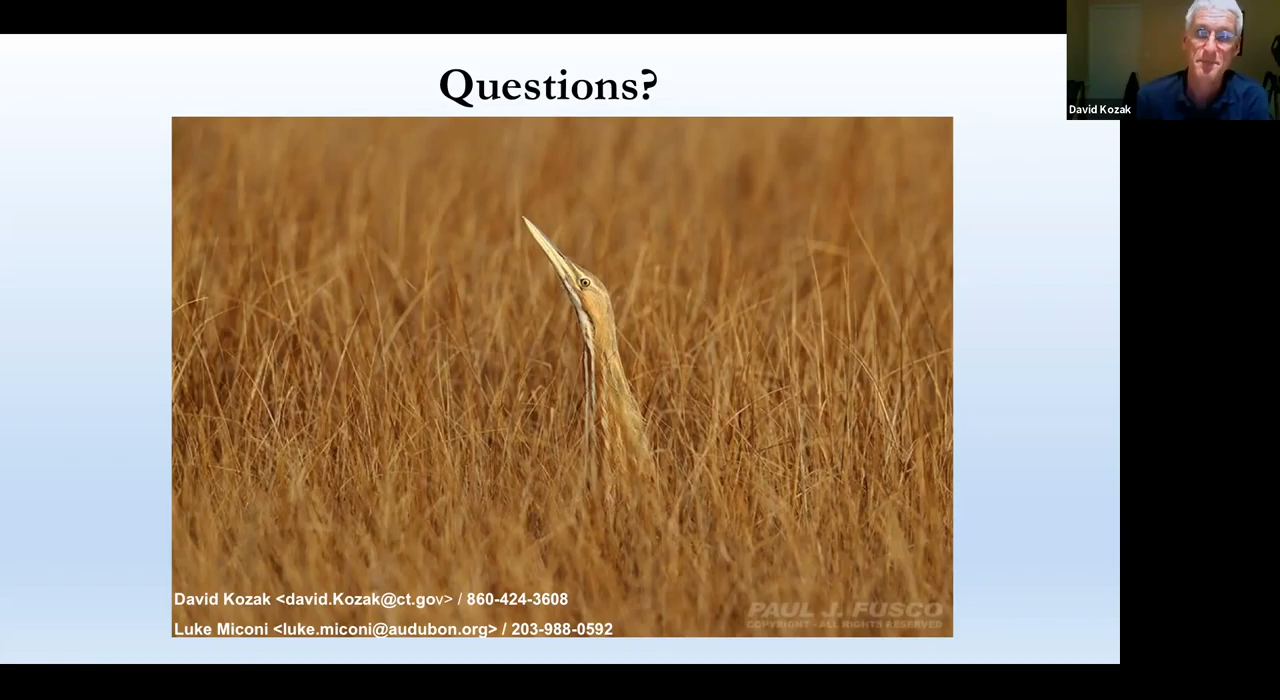 Questions?
David Kozak
David Kozak <david.Kozak@ct.gov> / 860-424-3608
Luke Miconi <luke.miconi@audubon.org> / 203-988-0592
PAUL J. FUSCO
COPYRIGHT - ALL RIGHTS RESERVED